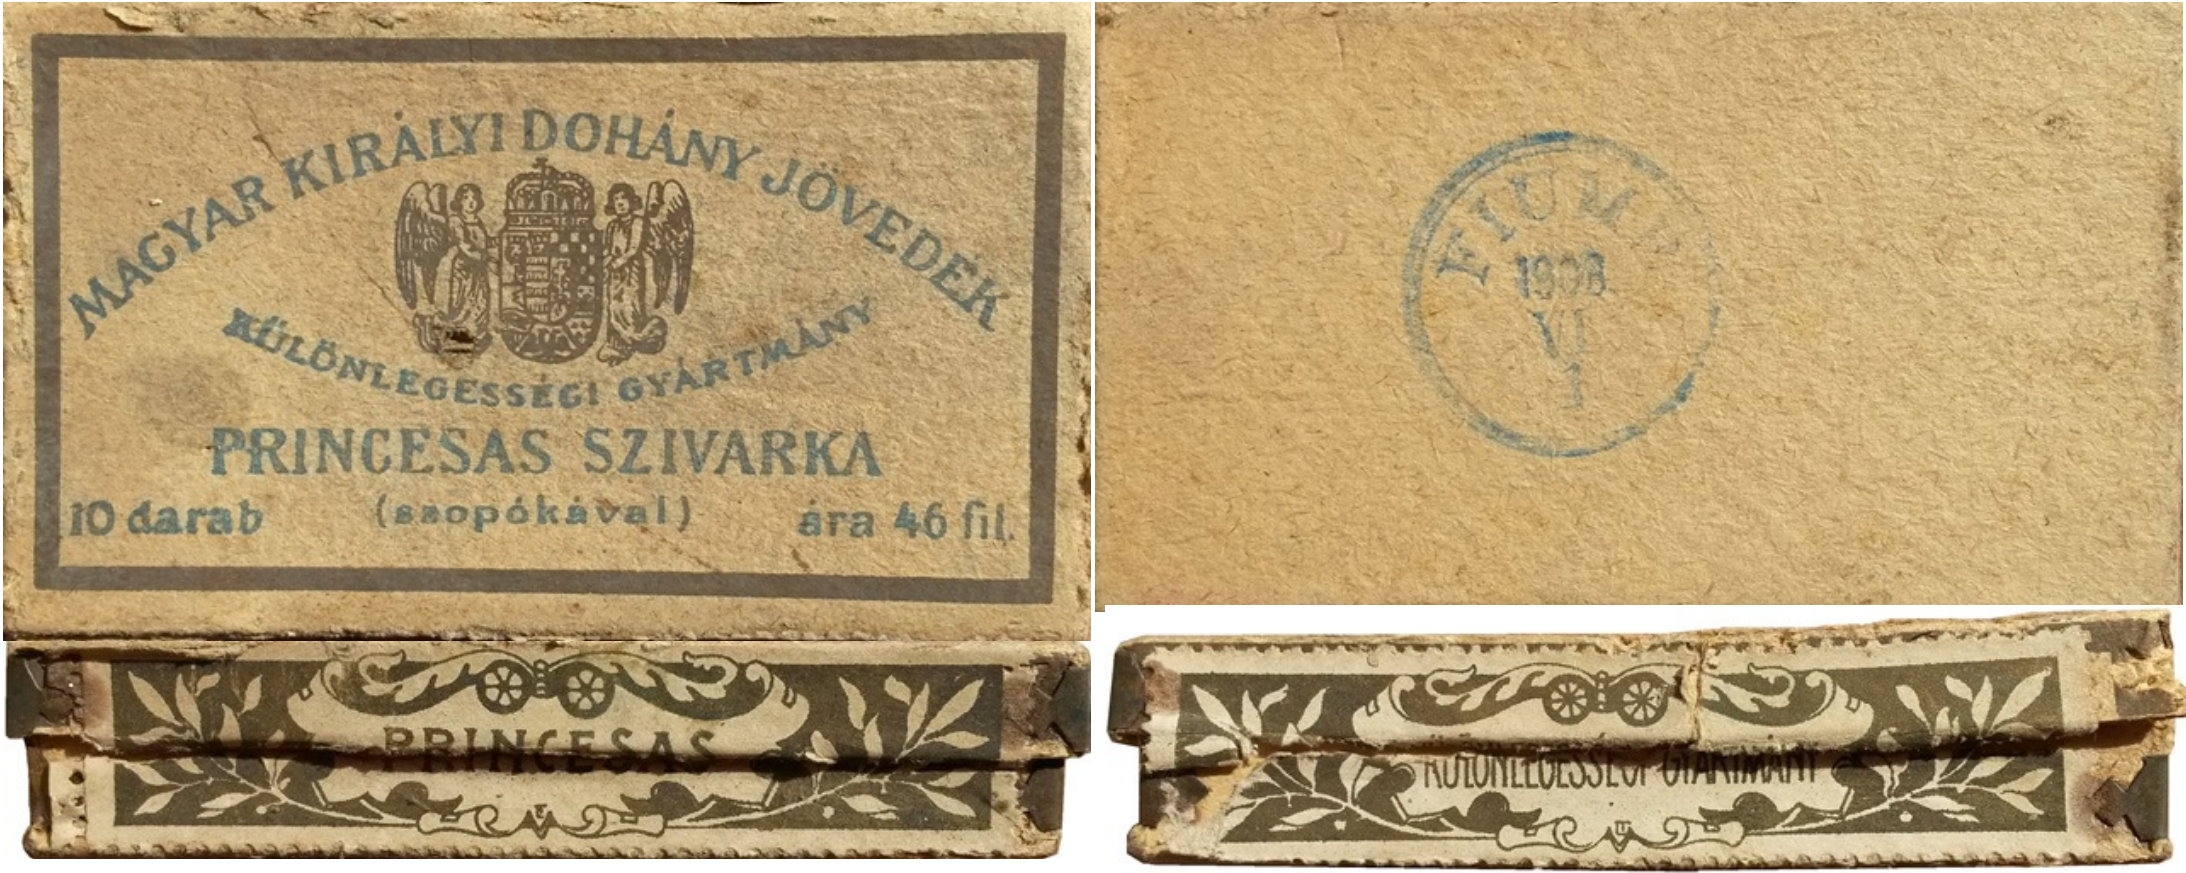 MAGYAR KIRÁLYI DOHÁNY JÖVEDÉK
KÜLÖNLEGESSÉGI GYÁRTMÁNY
PRINCESAS SZIVARKA
10 darab (szopókával) ára 46 fil.
FIUME
1908
VI
1
PRINCESAS
KÜLÖNLEGESSÉGI GYÁRTMÁNY